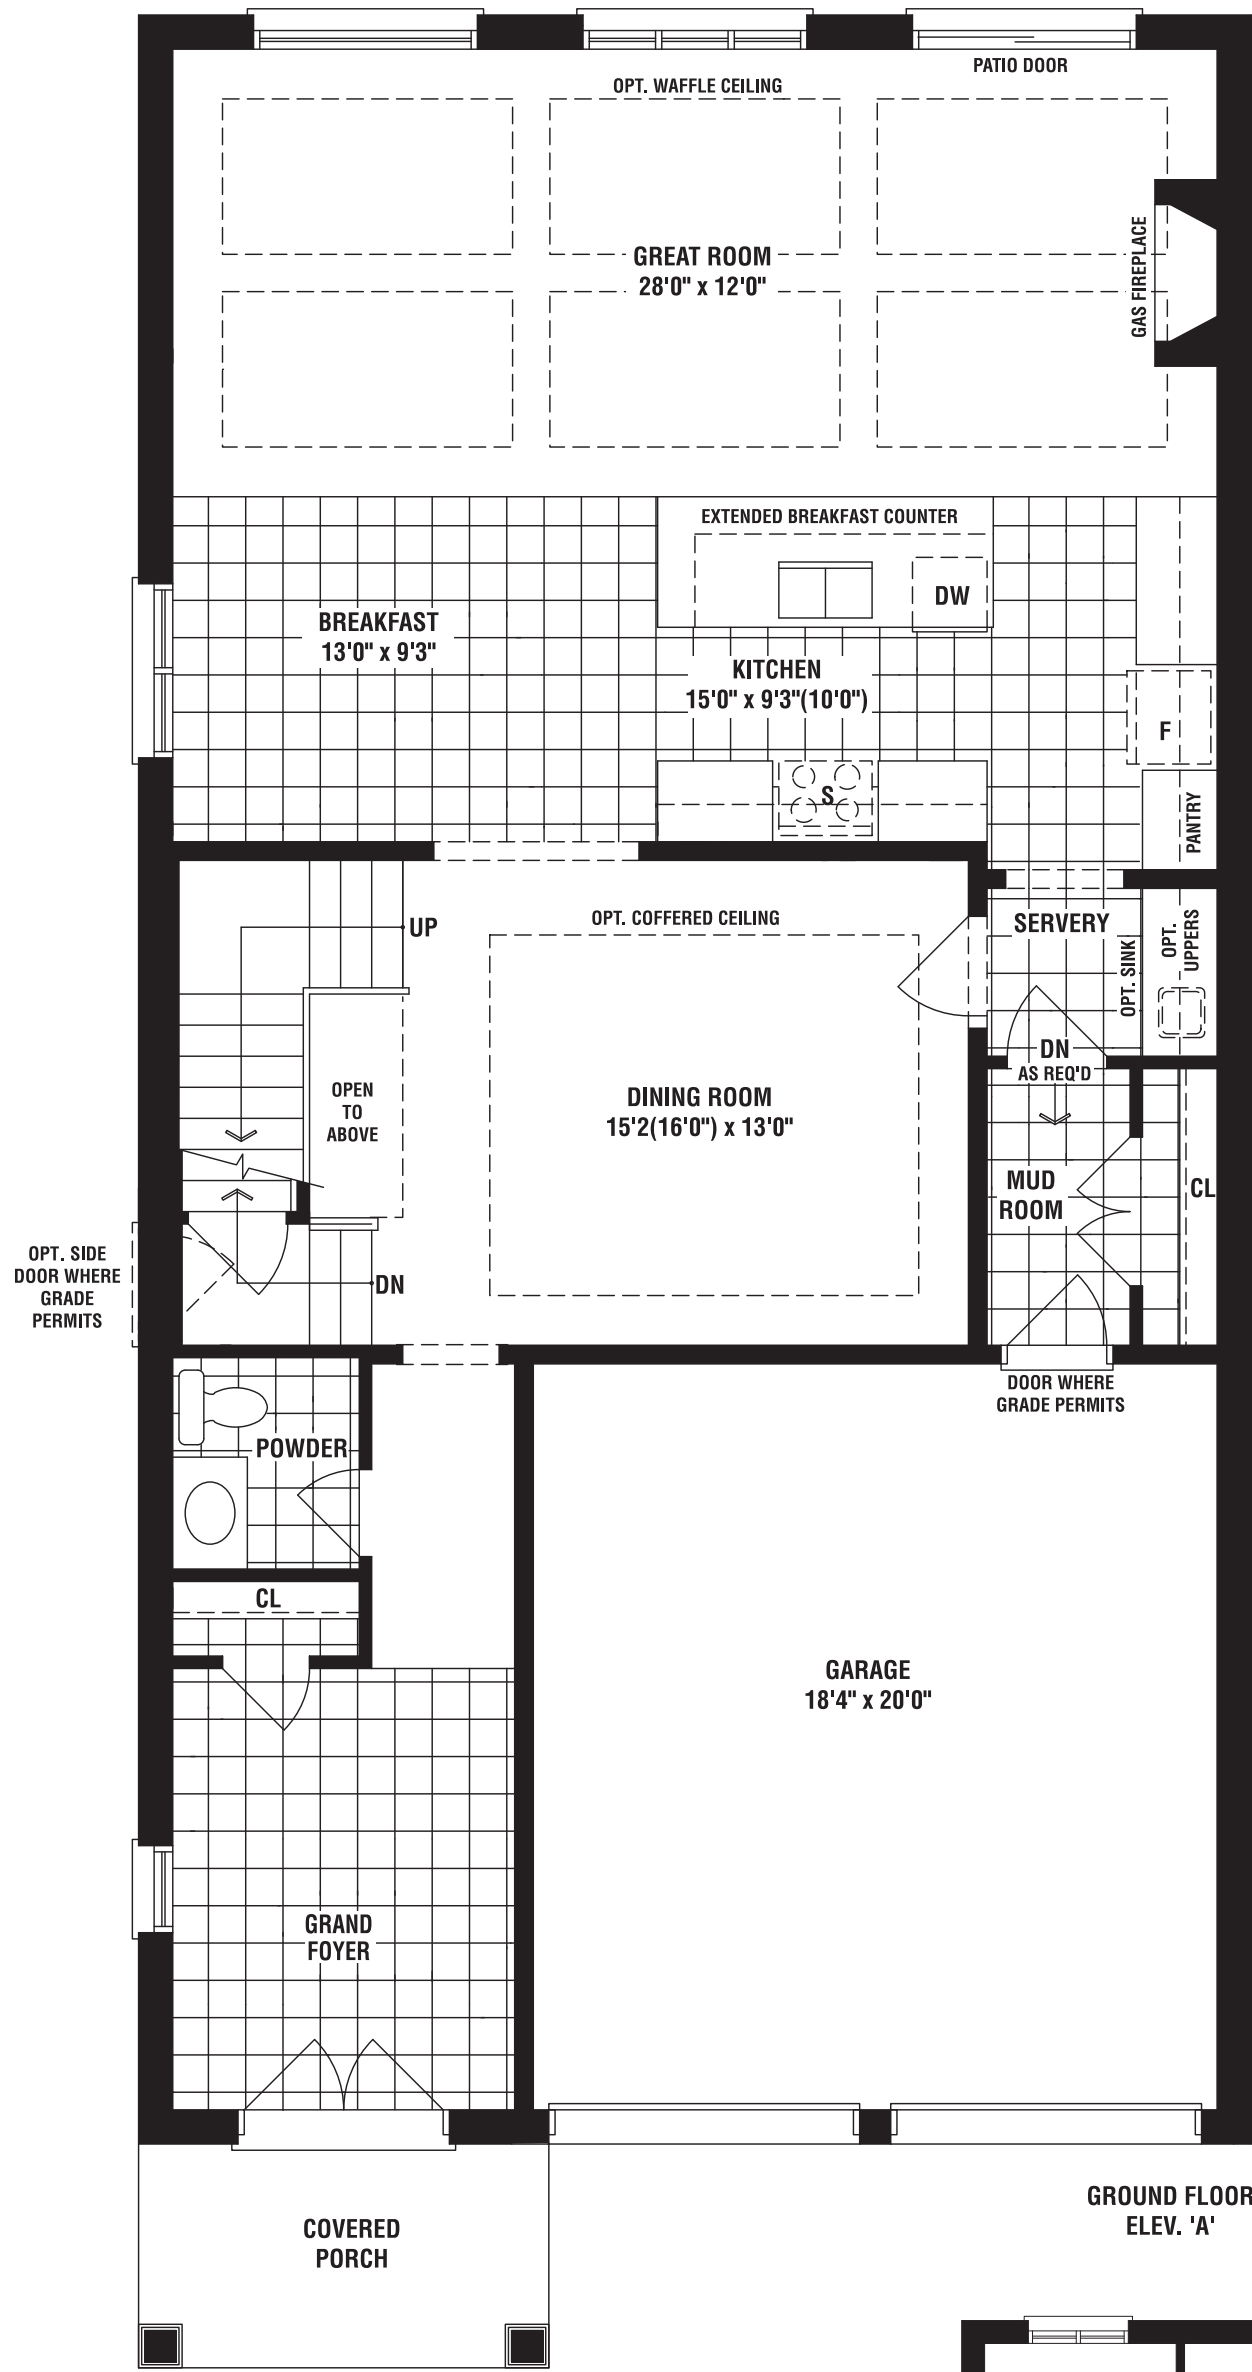 PATIO DOOR
OPT. WAFFLE CEILING
GREAT ROOM
28'0" x 12'0"
GAS FIREPLACE
EXTENDED BREAKFAST COUNTER
DW
BREAKFAST
13'0" x 9'3"
KITCHEN
15'0" x 9'3"(10'0")
F
S
PANTRY
UP
OPT. COFFERED CEILING
SERVERY
OPT. SINK
OPT.
UPPERS
DN
AS REQ'D
OPEN
TO
ABOVE
DINING ROOM
15'2(16'0") x 13'0"
MUD
ROOM
CL
OPT. SIDE
DOOR WHERE
GRADE
PERMITS
DN
DOOR WHERE
GRADE PERMITS
POWDER
CL
GARAGE
18'4" x 20'0"
GRAND
FOYER
GROUND FLOOR
ELEV. 'A'
COVERED
PORCH